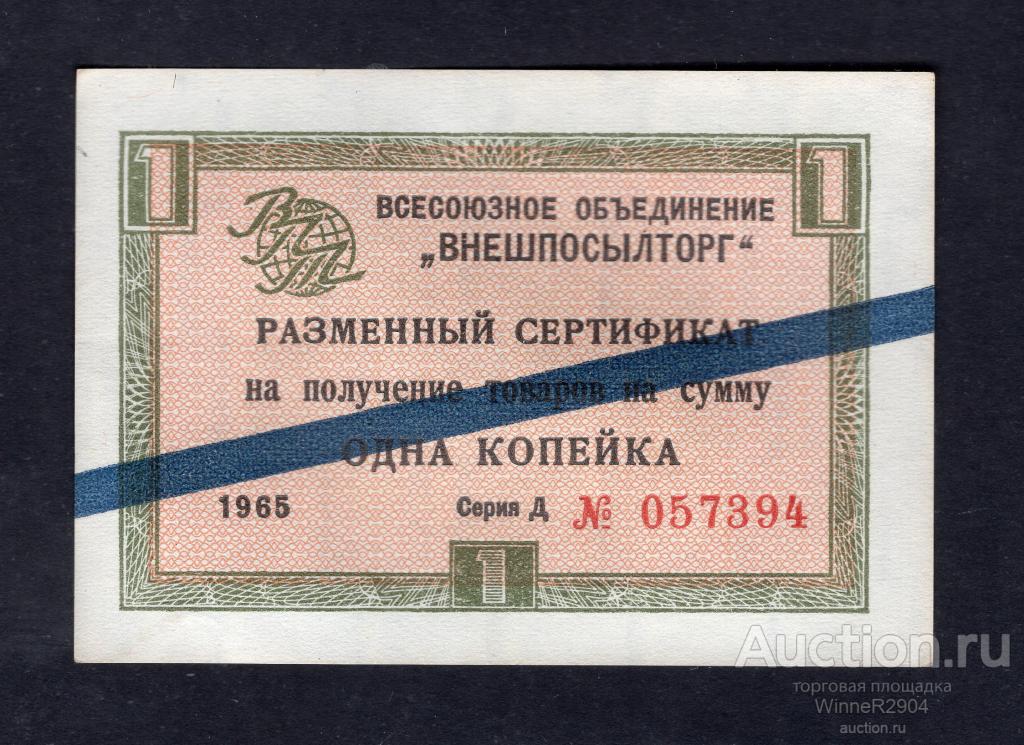 1 1
ВПТ
ВСЕСОЮЗНОЕ ОБЪЕДИНЕНИЕ
„ВНЕШПОСЫЛТОРГ“
РАЗМЕННЫЙ СЕРТИФИКАТ
на получение товаров на сумму
ОДНА КОПЕЙКА
1965 Серия Д № 057394
1
Auction.ru
торговая площадка
WinneR2904
auction.ru